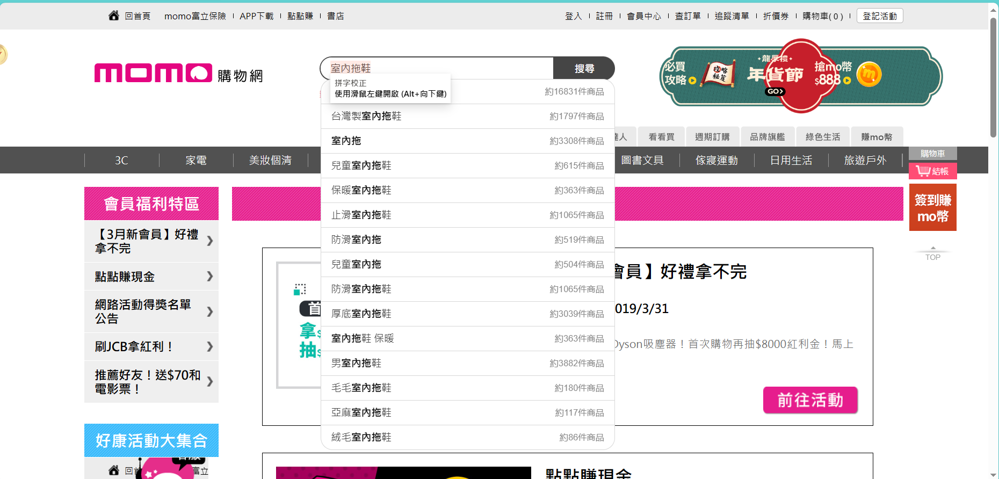 回首頁 momo富立保險 APP下載 點點賺 書店
登入 註冊 會員中心 查訂單 追蹤清單 折價券 購物車( 0 ) 登記活動
momo購物網
室內拖鞋
搜尋
拼字校正
使用滑鼠左鍵開啟 (Alt+向下鍵)
必買
攻略
攻略
秘笈
龍厚禮
年貨節
GO
搶mo幣
$888
約16831件商品
台灣製室內拖鞋 約1797件商品
室內拖 約3308件商品
兒童室內拖鞋 約615件商品
保暖室內拖鞋 約363件商品
止滑室內拖鞋 約1065件商品
防滑室內拖 約519件商品
兒童室內拖 約504件商品
防滑室內拖鞋 約1065件商品
厚底室內拖鞋 約3039件商品
室內拖鞋 保暖 約363件商品
男室內拖鞋 約3882件商品
毛毛室內拖鞋 約180件商品
亞麻室內拖鞋 約117件商品
絨毛室內拖鞋 約86件商品
人 看看買 週期訂購 品牌旗艦 綠色生活 賺mo幣
3C 家電 美妝個清 圖書文具 傢寢運動 日用生活 旅遊戶外
購物車
結帳
簽到賺
mo幣
TOP
會員福利特區
【3月新會員】好禮
拿不完
點點賺現金
網路活動得獎名單
公告
刷JCB拿紅利！
推薦好友！送$70和
電影票！
好康活動大集合
回首
富立
會員】好禮拿不完
019/3/31
首
拿$
抽$
Dyson吸塵器！首次購物再抽$8000紅利金！馬上
前往活動
點點賺現金